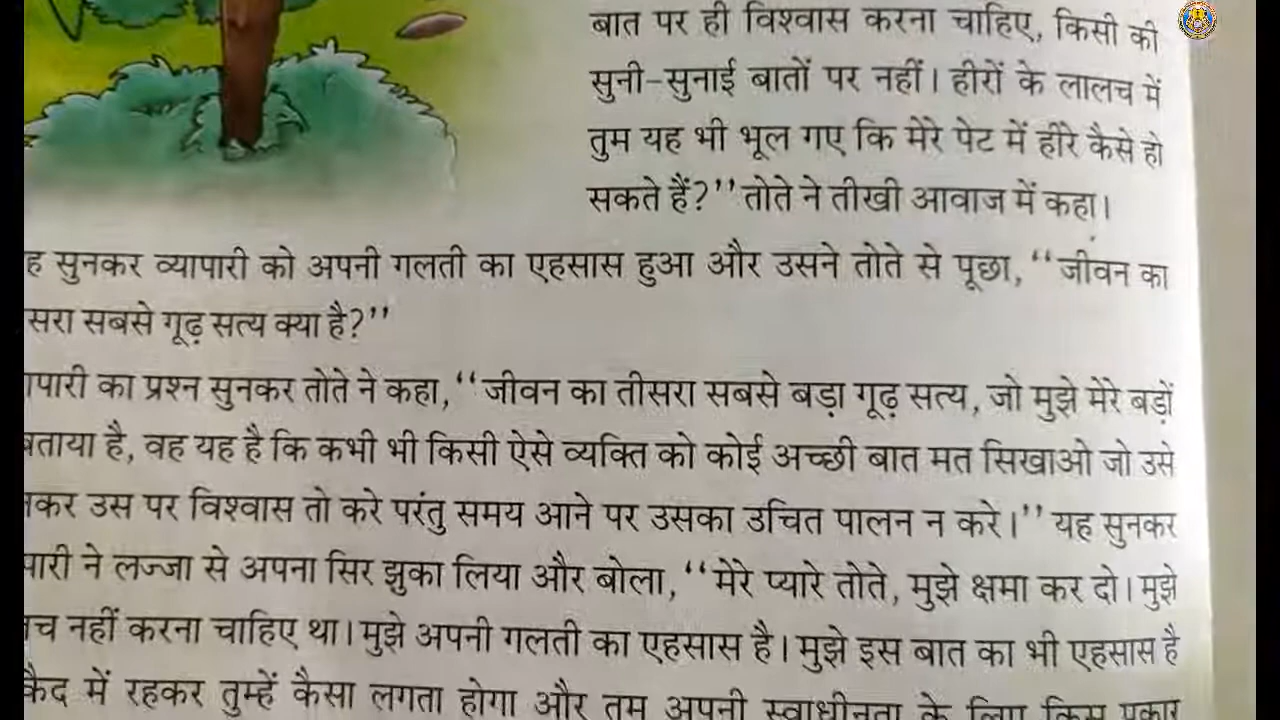 बात पर ही विश्वास करना चाहिए, किसी की
सुनी-सुनाई बातों पर नहीं। हीरों के लालच में
तुम यह भी भूल गए कि मेरे पेट में हीरे कैसे हो
सकते हैं?’’ तोते ने तीखी आवाज में कहा।
ह सुनकर व्यापारी को अपनी गलती का एहसास हुआ और उसने तोते से पूछा, ‘‘जीवन का
सरा सबसे गूढ़ सत्य क्या है?’’
ापारी का प्रश्न सुनकर तोते ने कहा, ‘‘जीवन का तीसरा सबसे बड़ा गूढ़ सत्य, जो मुझे मेरे बड़ों
बताया है, वह यह है कि कभी भी किसी ऐसे व्यक्ति को कोई अच्छी बात मत सिखाओ जो उसे
कर उस पर विश्वास तो करे परंतु समय आने पर उसका उचित पालन न करे।’’ यह सुनकर
पारी ने लज्जा से अपना सिर झुका लिया और बोला, ‘‘मेरे प्यारे तोते, मुझे क्षमा कर दो। मुझे
च नहीं करना चाहिए था। मुझे अपनी गलती का एहसास है। मुझे इस बात का भी एहसास है
कैद में रहकर तुम्हें कैसा लगता होगा और तुम अपनी स्वाधीनता के लिए किस प्रकार